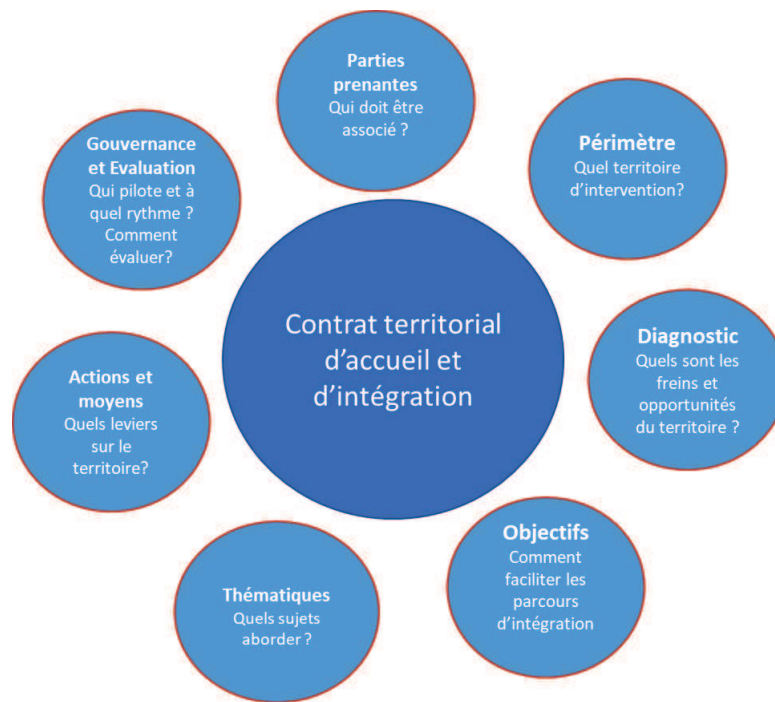 Parties
prenantes
Qui doit être
associé ?
Périmètre
Quel territoire
d'intervention?
Diagnostic
Quels sont les
freins et
opportunités
du territoire ?
Objectifs
Comment
faciliter les
parcours
d'intégration
Thématiques
Quels sujets
aborder ?
Actions et
moyens
Quels leviers
sur le
territoire?
Gouvernance
et Evaluation
Qui pilote et à
quel rythme ?
Comment
évaluer?
Contrat territorial
d'accueil et
d'intégration